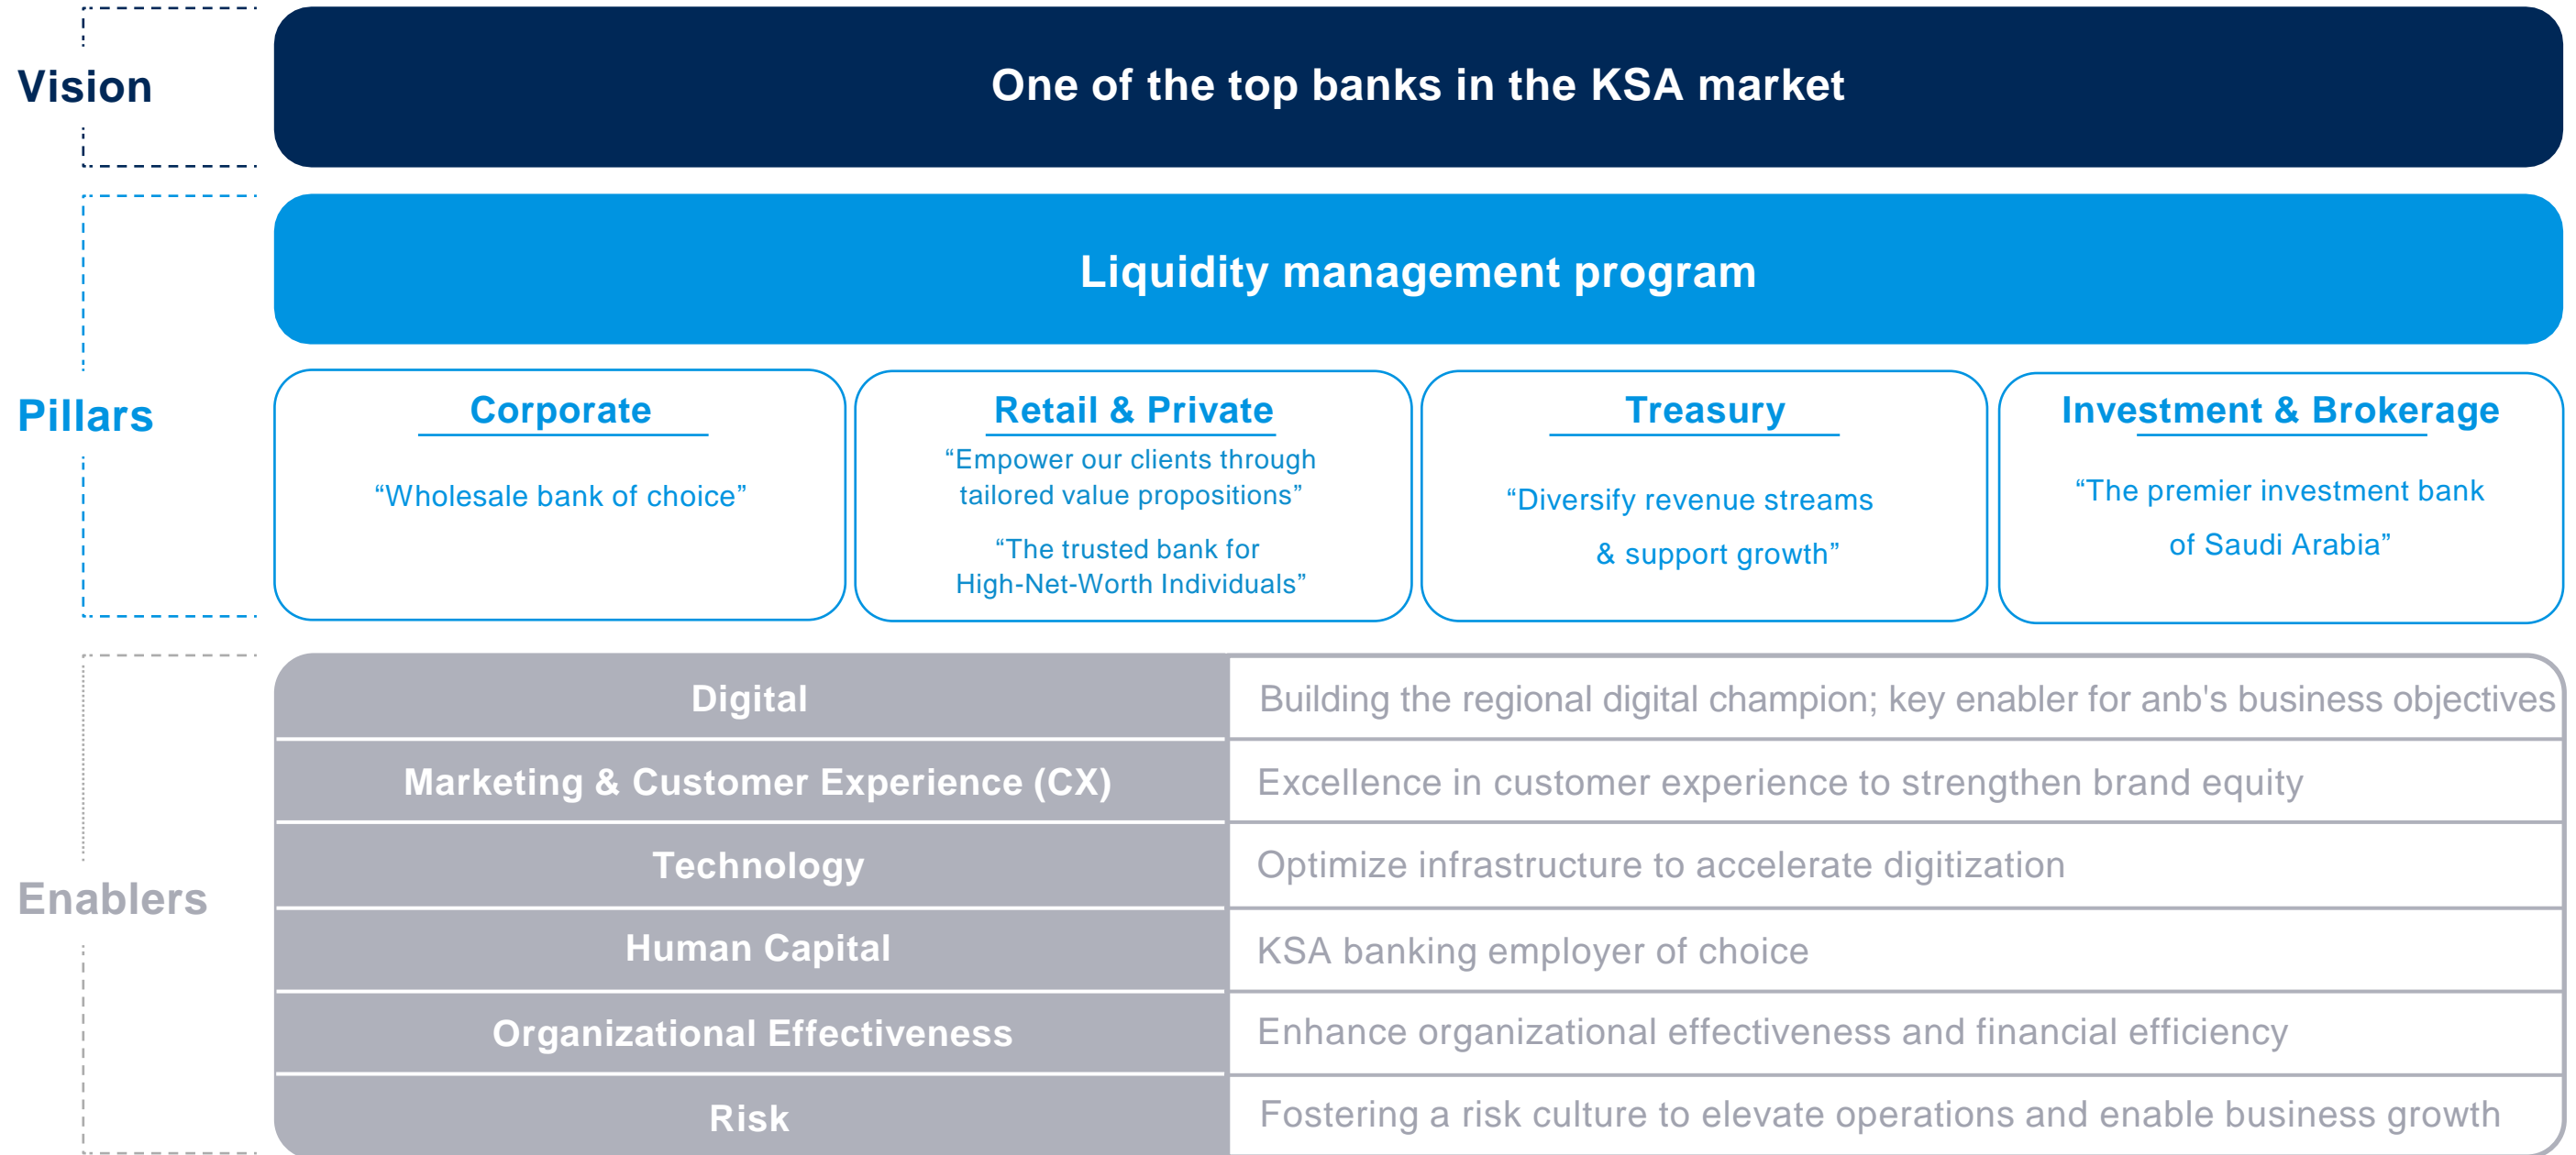 Vision
One of the top banks in the KSA market
Liquidity management program
Pillars
Corporate
“Wholesale bank of choice”
Retail & Private
“Empower our clients through
tailored value propositions”
“The trusted bank for
High-Net-Worth Individuals”
Treasury
“Diversify revenue streams
& support growth”
Investment & Brokerage
“The premier investment bank
of Saudi Arabia”
Enablers
Digital
Building the regional digital champion; key enabler for anb's business objectives
Marketing & Customer Experience (CX)
Excellence in customer experience to strengthen brand equity
Technology
Optimize infrastructure to accelerate digitization
Human Capital
KSA banking employer of choice
Organizational Effectiveness
Enhance organizational effectiveness and financial efficiency
Risk
Fostering a risk culture to elevate operations and enable business growth